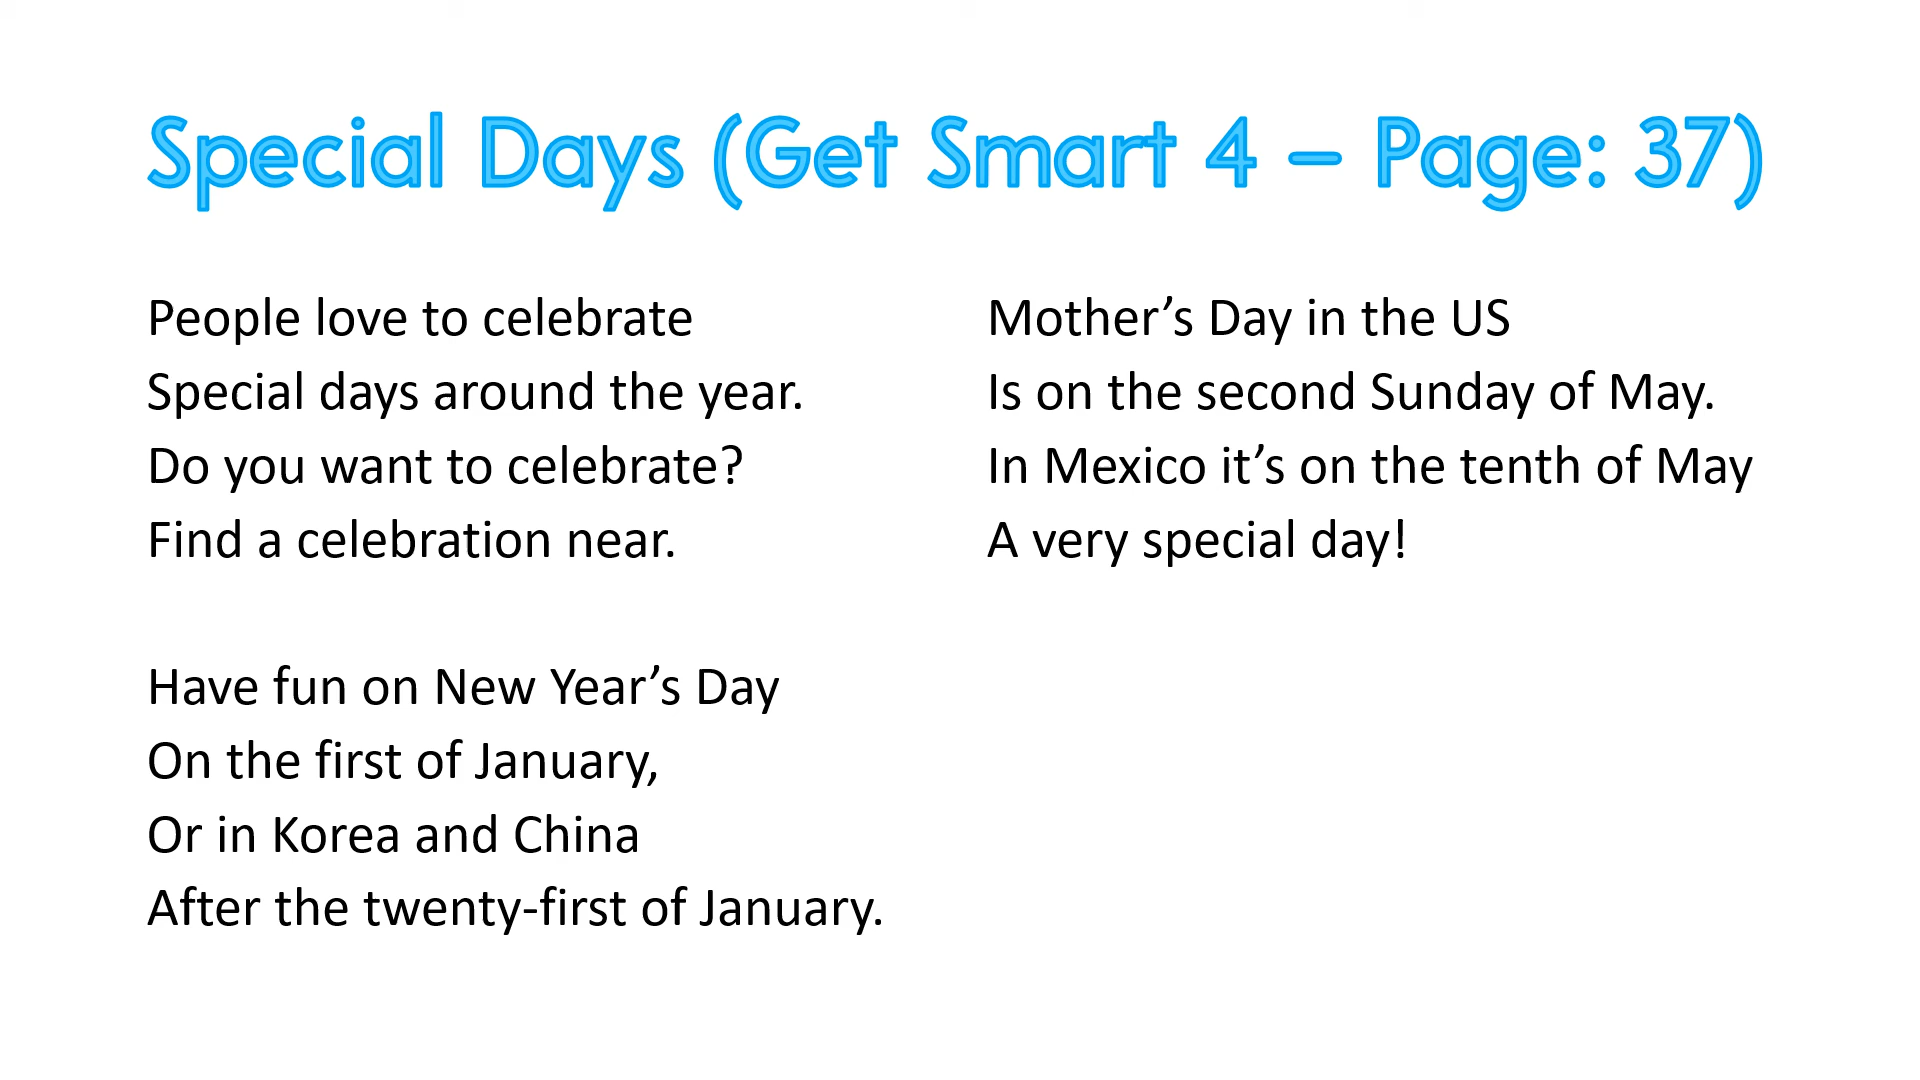 Special Days (Get Smart 4 – Page: 37)
People love to celebrate
Special days around the year.
Do you want to celebrate?
Find a celebration near.
Have fun on New Year’s Day
On the first of January,
Or in Korea and China
After the twenty-first of January.
Mother’s Day in the US
Is on the second Sunday of May.
In Mexico it’s on the tenth of May
A very special day!